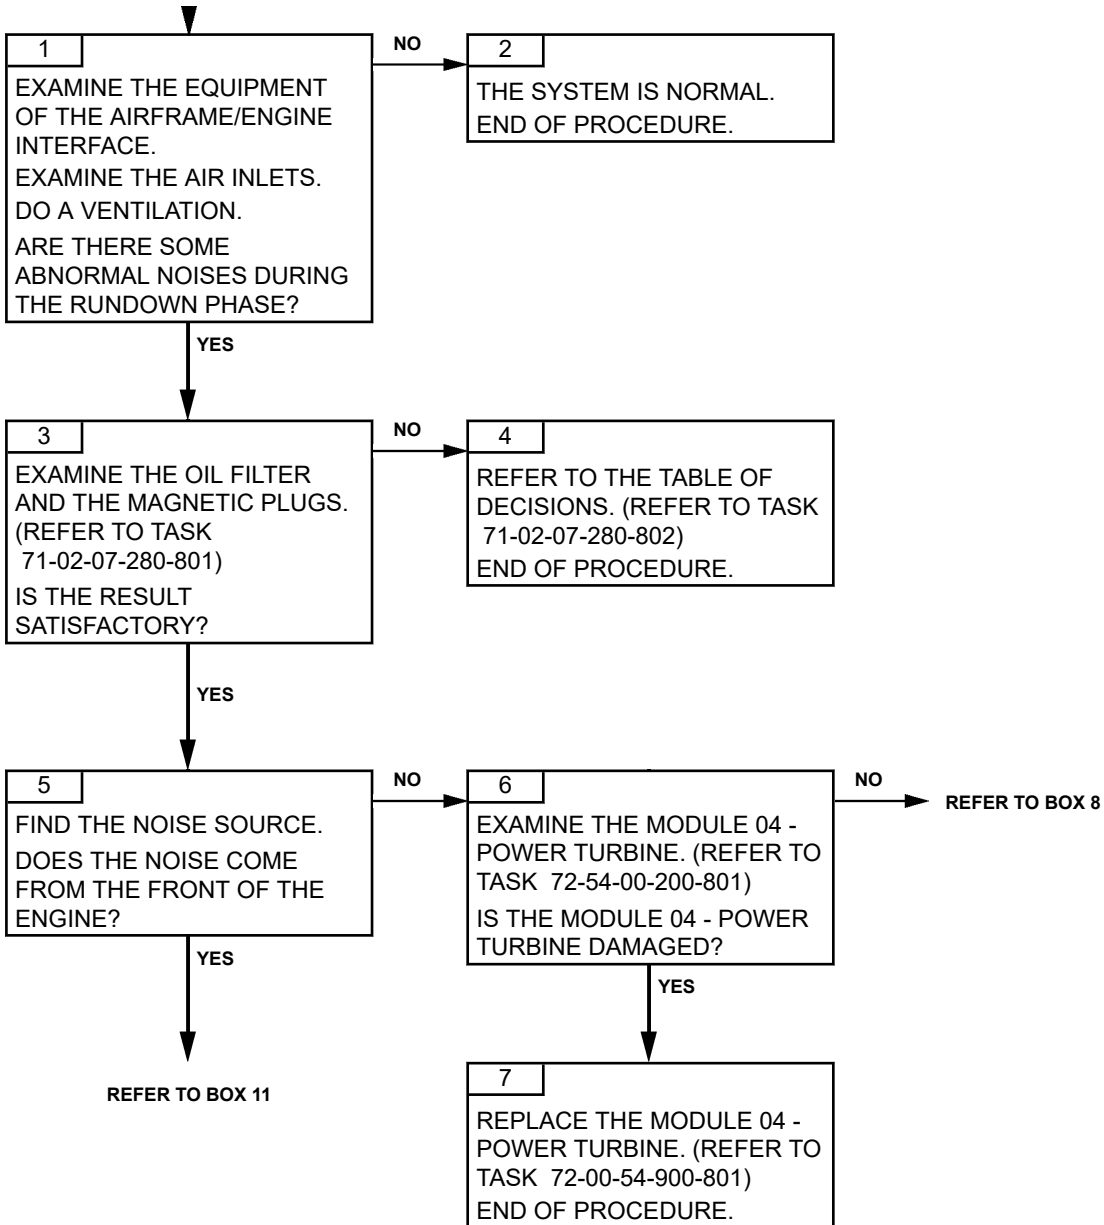 1
EXAMINE THE EQUIPMENT
OF THE AIRFRAME/ENGINE
INTERFACE.
EXAMINE THE AIR INLETS.
DO A VENTILATION.
ARE THERE SOME
ABNORMAL NOISES DURING
THE RUNDOWN PHASE?
NO
2
THE SYSTEM IS NORMAL.
END OF PROCEDURE.
YES
3
EXAMINE THE OIL FILTER
AND THE MAGNETIC PLUGS.
(REFER TO TASK
71-02-07-280-801)
IS THE RESULT
SATISFACTORY?
NO
4
REFER TO THE TABLE OF
DECISIONS. (REFER TO TASK
71-02-07-280-802)
END OF PROCEDURE.
YES
5
FIND THE NOISE SOURCE.
DOES THE NOISE COME
FROM THE FRONT OF THE
ENGINE?
NO
6
EXAMINE THE MODULE 04 -
POWER TURBINE. (REFER TO
TASK 72-54-00-200-801)
IS THE MODULE 04 - POWER
TURBINE DAMAGED?
NO
REFER TO BOX 8
YES
REFER TO BOX 11
YES
7
REPLACE THE MODULE 04 -
POWER TURBINE. (REFER TO
TASK 72-00-54-900-801)
END OF PROCEDURE.